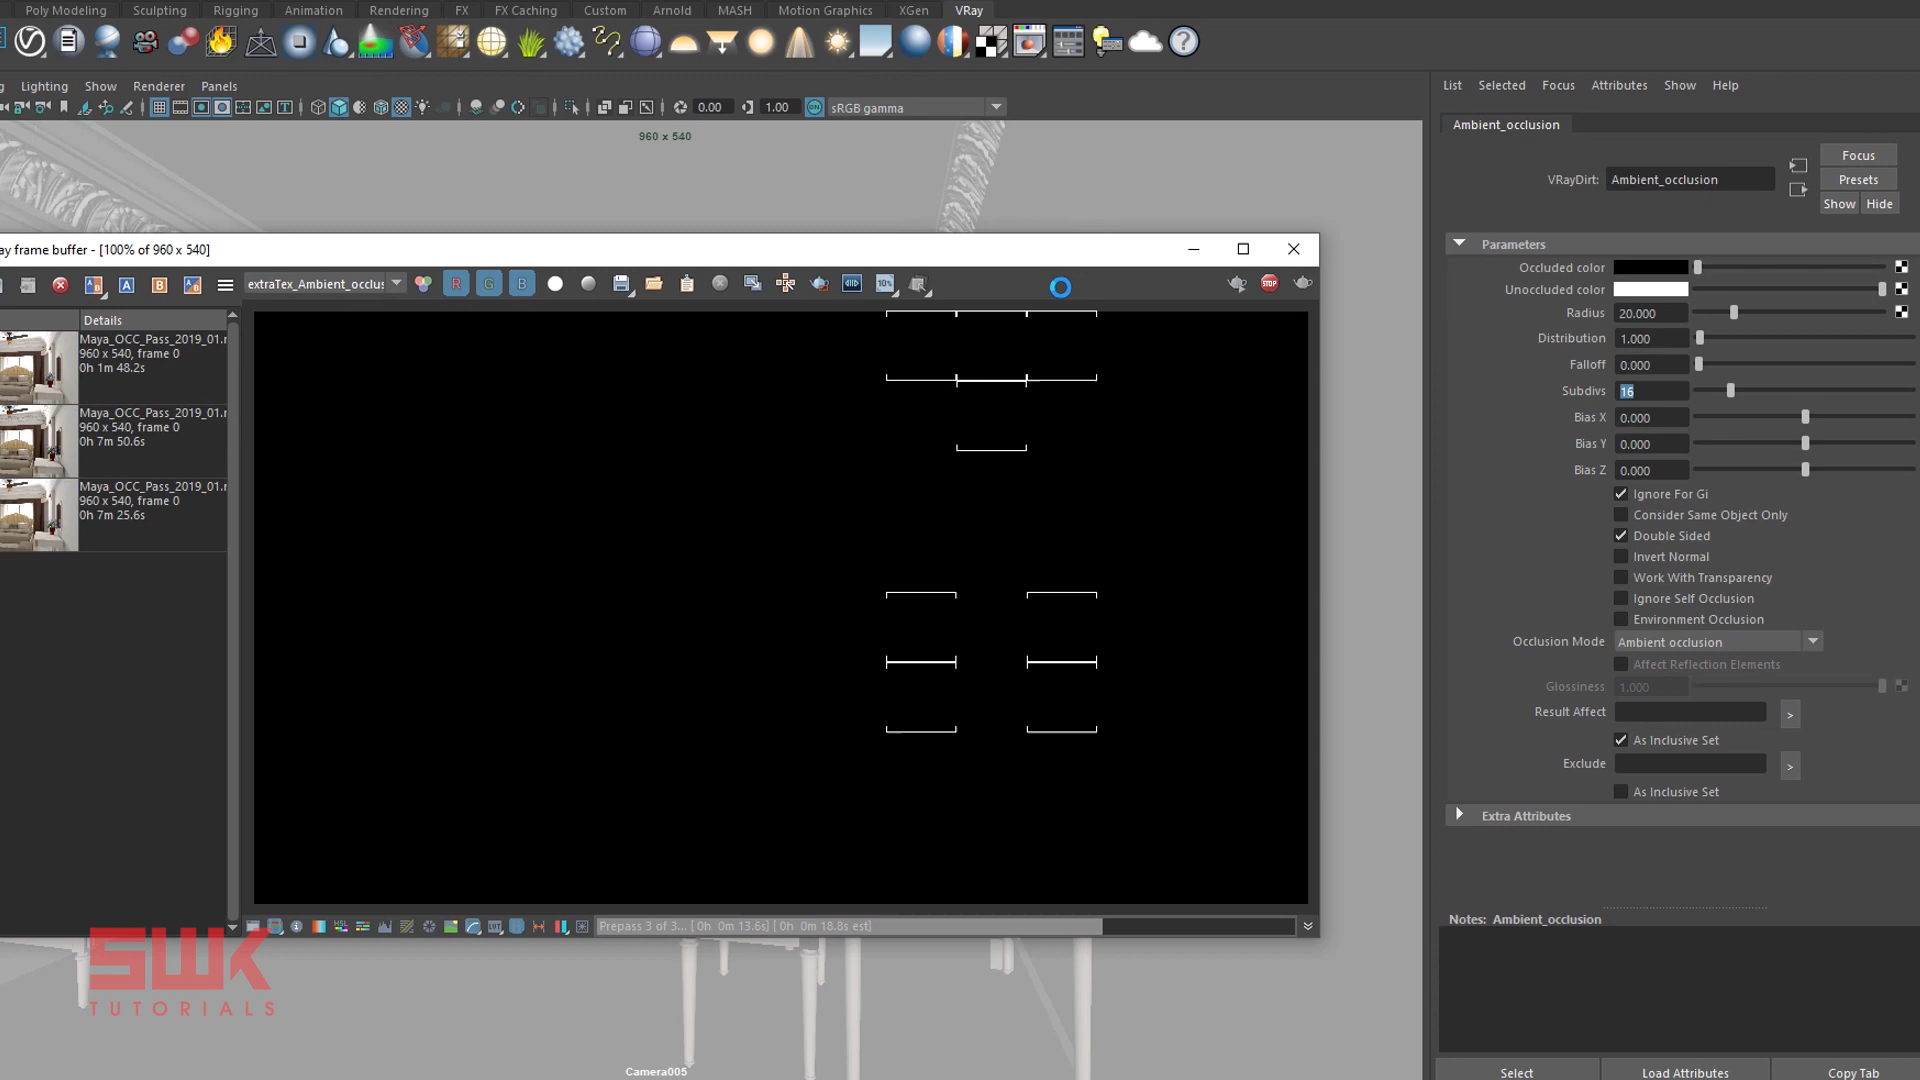 Poly Modeling Sculpting Rigging Animation Rendering FX FX Caching Custom Arnold MASH Motion Graphics XGen VRay
Lighting Show Renderer Panels
0.00 1.00 ON sRGB gamma
960 x 540
List Selected Focus Attributes Show Help
Ambient_occlusion
VRayDirt: Ambient_occlusion
Focus
Presets
Show Hide
ay frame buffer - [100% of 960 x 540]
extraTex_Ambient_occlus
R G B
10%
STOP
Details
Maya_OCC_Pass_2019_01.r
960 x 540, frame 0
0h 1m 48.2s
Maya_OCC_Pass_2019_01.r
960 x 540, frame 0
0h 7m 50.6s
Maya_OCC_Pass_2019_01.r
960 x 540, frame 0
0h 7m 25.6s
Parameters
Occluded color
Unoccluded color
Radius 20.000
Distribution 1.000
Falloff 0.000
Subdivs 16
Bias X 0.000
Bias Y 0.000
Bias Z 0.000
Ignore For Gi
Consider Same Object Only
Double Sided
Invert Normal
Work With Transparency
Ignore Self Occlusion
Environment Occlusion
Occlusion Mode Ambient occlusion
Affect Reflection Elements
Glossiness 1.000
Result Affect >
As Inclusive Set
Exclude >
As Inclusive Set
Extra Attributes
Notes: Ambient_occlusion
Prepass 3 of 3... [ 0h 0m 13.6s] [ 0h 0m 18.8s est]
SWK
TUTORIALS
Camera005
Select Load Attributes Copy Tab